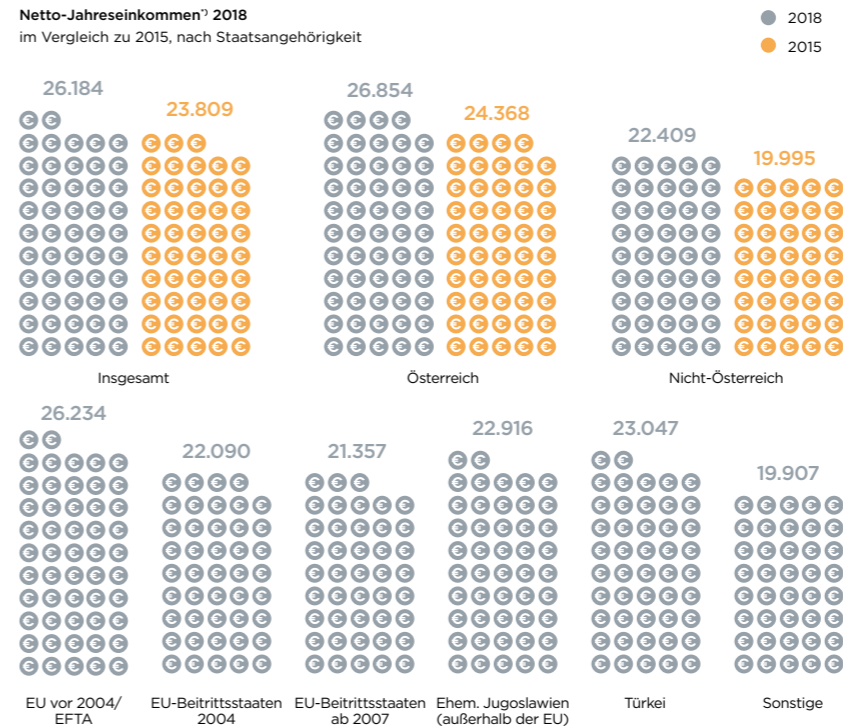 Netto-Jahreseinkommen*) 2018
im Vergleich zu 2015, nach Staatsangehörigkeit
2018
2015
26.184
23.809
26.854
24.368
22.409
19.995
Insgesamt
Österreich
Nicht-Österreich
26.234
22.090
21.357
22.916
23.047
19.907
EU vor 2004/
EFTA
EU-Beitrittsstaaten
2004
EU-Beitrittsstaaten
ab 2007
Ehem. Jugoslawien
(außerhalb der EU)
Türkei
Sonstige